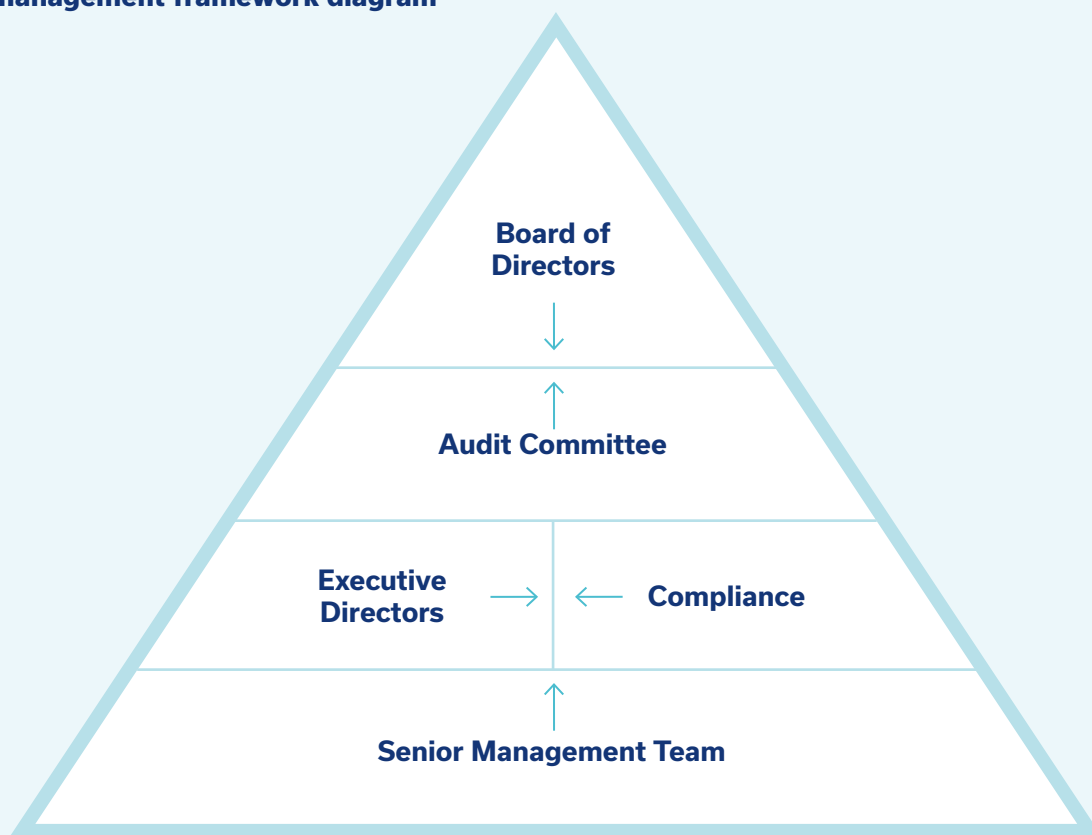 management framework diagram
Board of
Directors
Audit Committee
Executive
Directors
Compliance
Senior Management Team